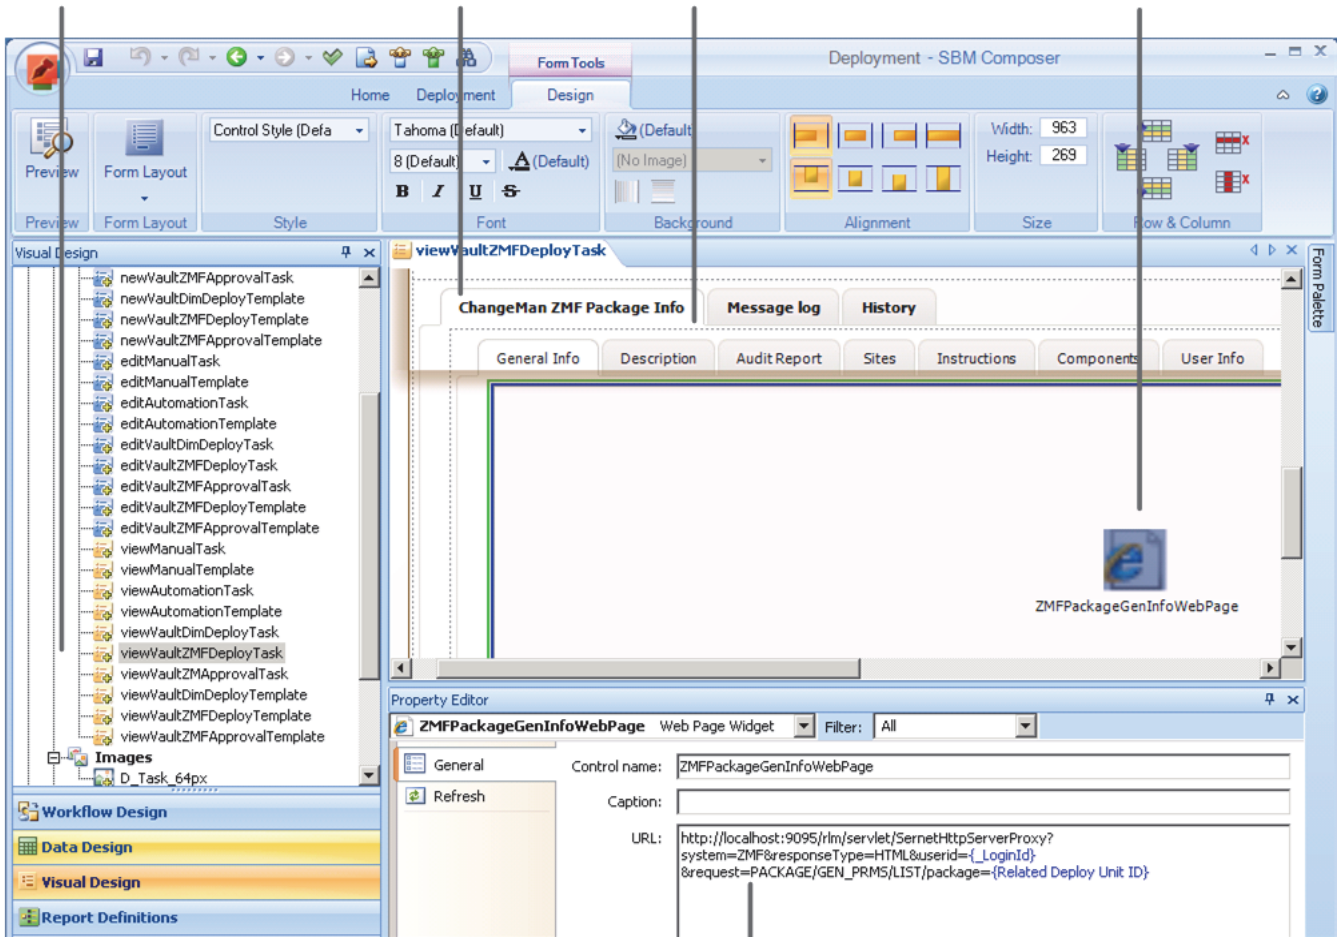 Form Tools
Deployment - SBM Composer
Home
Deployment
Design
Preview
Form Layout
Control Style (Defa
Tahoma (Default)
8 (Default)
A (Default)
B I U S
(Default
(No Image)
Width: 963
Height: 269
Preview
Form Layout
Style
Font
Background
Alignment
Size
Row & Column
Visual Design
newVaultZMFApprovalTask
newVaultDimDeployTemplate
newVaultZMFDeployTemplate
newVaultZMFApprovalTemplate
editManualTask
editManualTemplate
editAutomationTask
editAutomationTemplate
editVaultDimDeployTask
editVaultZMFDeployTask
editVaultZMFApprovalTask
editVaultZMFDeployTemplate
editVaultZMFApprovalTemplate
viewManualTask
viewManualTemplate
viewAutomationTask
viewAutomationTemplate
viewVaultDimDeployTask
viewVaultZMFDeployTask
viewVaultZMApprovalTask
viewVaultDimDeployTemplate
viewVaultZMFDeployTemplate
viewVaultZMFApprovalTemplate
Images
D_Task_64px
Workflow Design
Data Design
Visual Design
Report Definitions
viewVaultZMFDeployTask
Form Palette
ChangeMan ZMF Package Info
Message log
History
General Info
Description
Audit Report
Sites
Instructions
Components
User Info
ZMFPackageGenInfoWebPage
Property Editor
ZMFPackageGenInfoWebPage Web Page Widget
Filter: All
General
Refresh
Control name: ZMFPackageGenInfoWebPage
Caption:
URL: http://localhost:9095/rlm/servlet/SernetHttpServerProxy?
system=ZMF&responseType=HTML&userid={_LoginId}
&request=PACKAGE/GEN_PRMS/LIST/package={Related Deploy Unit ID}